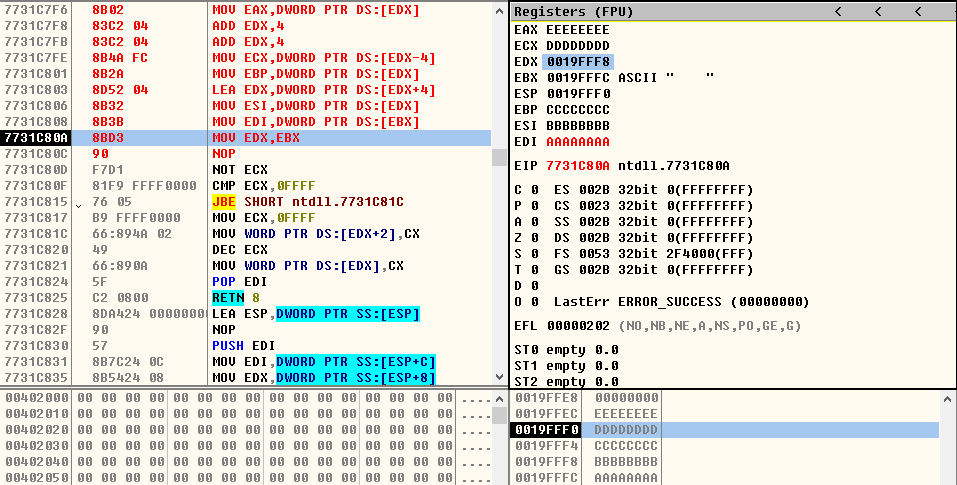 7731C7F6 8B02 MOV EAX,DWORD PTR DS:[EDX]
7731C7F8 83C2 04 ADD EDX,4
7731C7FB 83C2 04 ADD EDX,4
7731C7FE 8B4A FC MOV ECX,DWORD PTR DS:[EDX-4]
7731C801 8B2A MOV EBP,DWORD PTR DS:[EDX]
7731C803 8D52 04 LEA EDX,DWORD PTR DS:[EDX+4]
7731C806 8B32 MOV ESI,DWORD PTR DS:[EDX]
7731C808 8B3B MOV EDI,DWORD PTR DS:[EBX]
7731C80A 8BD3 MOV EDX,EBX
7731C80C 90 NOP
7731C80D F7D1 NOT ECX
7731C80F 81F9 FFFF0000 CMP ECX,0FFFF
7731C815 76 05 JBE SHORT ntdll.7731C81C
7731C817 B9 FFFF0000 MOV ECX,0FFFF
7731C81C 66:894A 02 MOV WORD PTR DS:[EDX+2],CX
7731C820 49 DEC ECX
7731C821 66:890A MOV WORD PTR DS:[EDX],CX
7731C824 5F POP EDI
7731C825 C2 0800 RETN 8
7731C828 8DA424 00000000 LEA ESP,DWORD PTR SS:[ESP]
7731C82F 90 NOP
7731C830 57 PUSH EDI
7731C831 8B7C24 0C MOV EDI,DWORD PTR SS:[ESP+C]
7731C835 8B5424 08 MOV EDX,DWORD PTR SS:[ESP+8]
Registers (FPU) < < <
EAX EEEEEEEE
ECX DDDDDDDD
EDX 0019FFF8
EBX 0019FFFC ASCII "    "
ESP 0019FFF0
EBP CCCCCCCC
ESI BBBBBBBB
EDI AAAAAAAA
EIP 7731C80A ntdll.7731C80A
C 0 ES 002B 32bit 0(FFFFFFFF)
P 0 CS 0023 32bit 0(FFFFFFFF)
A 0 SS 002B 32bit 0(FFFFFFFF)
Z 0 DS 002B 32bit 0(FFFFFFFF)
S 0 FS 0053 32bit 2F4000(FFF)
T 0 GS 002B 32bit 0(FFFFFFFF)
D 0
O 0 LastErr ERROR_SUCCESS (00000000)
EFL 00000202 (NO,NB,NE,A,NS,PO,GE,G)
ST0 empty 0.0
ST1 empty 0.0
ST2 empty 0.0
00402000 00 00 00 00 00 00 00 00 00 00 00 00 00 00 00 00 ....
00402010 00 00 00 00 00 00 00 00 00 00 00 00 00 00 00 00 ....
00402020 00 00 00 00 00 00 00 00 00 00 00 00 00 00 00 00 ....
00402030 00 00 00 00 00 00 00 00 00 00 00 00 00 00 00 00 ....
00402040 00 00 00 00 00 00 00 00 00 00 00 00 00 00 00 00 ....
00402050 00 00 00 00 00 00 00 00 00 00 00 00 00 00 00 00 ....
0019FFE8 00000000
0019FFEC EEEEEEEE
0019FFF0 DDDDDDDD
0019FFF4 CCCCCCCC
0019FFF8 BBBBBBBB
0019FFFC AAAAAAAA